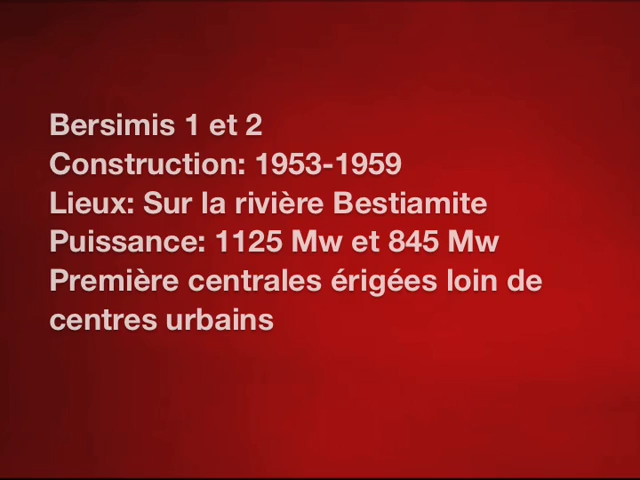 Bersimis 1 et 2
Construction: 1953-1959
Lieux: Sur la rivière Bestiamite
Puissance: 1125 Mw et 845 Mw
Première centrales érigées loin de
centres urbains